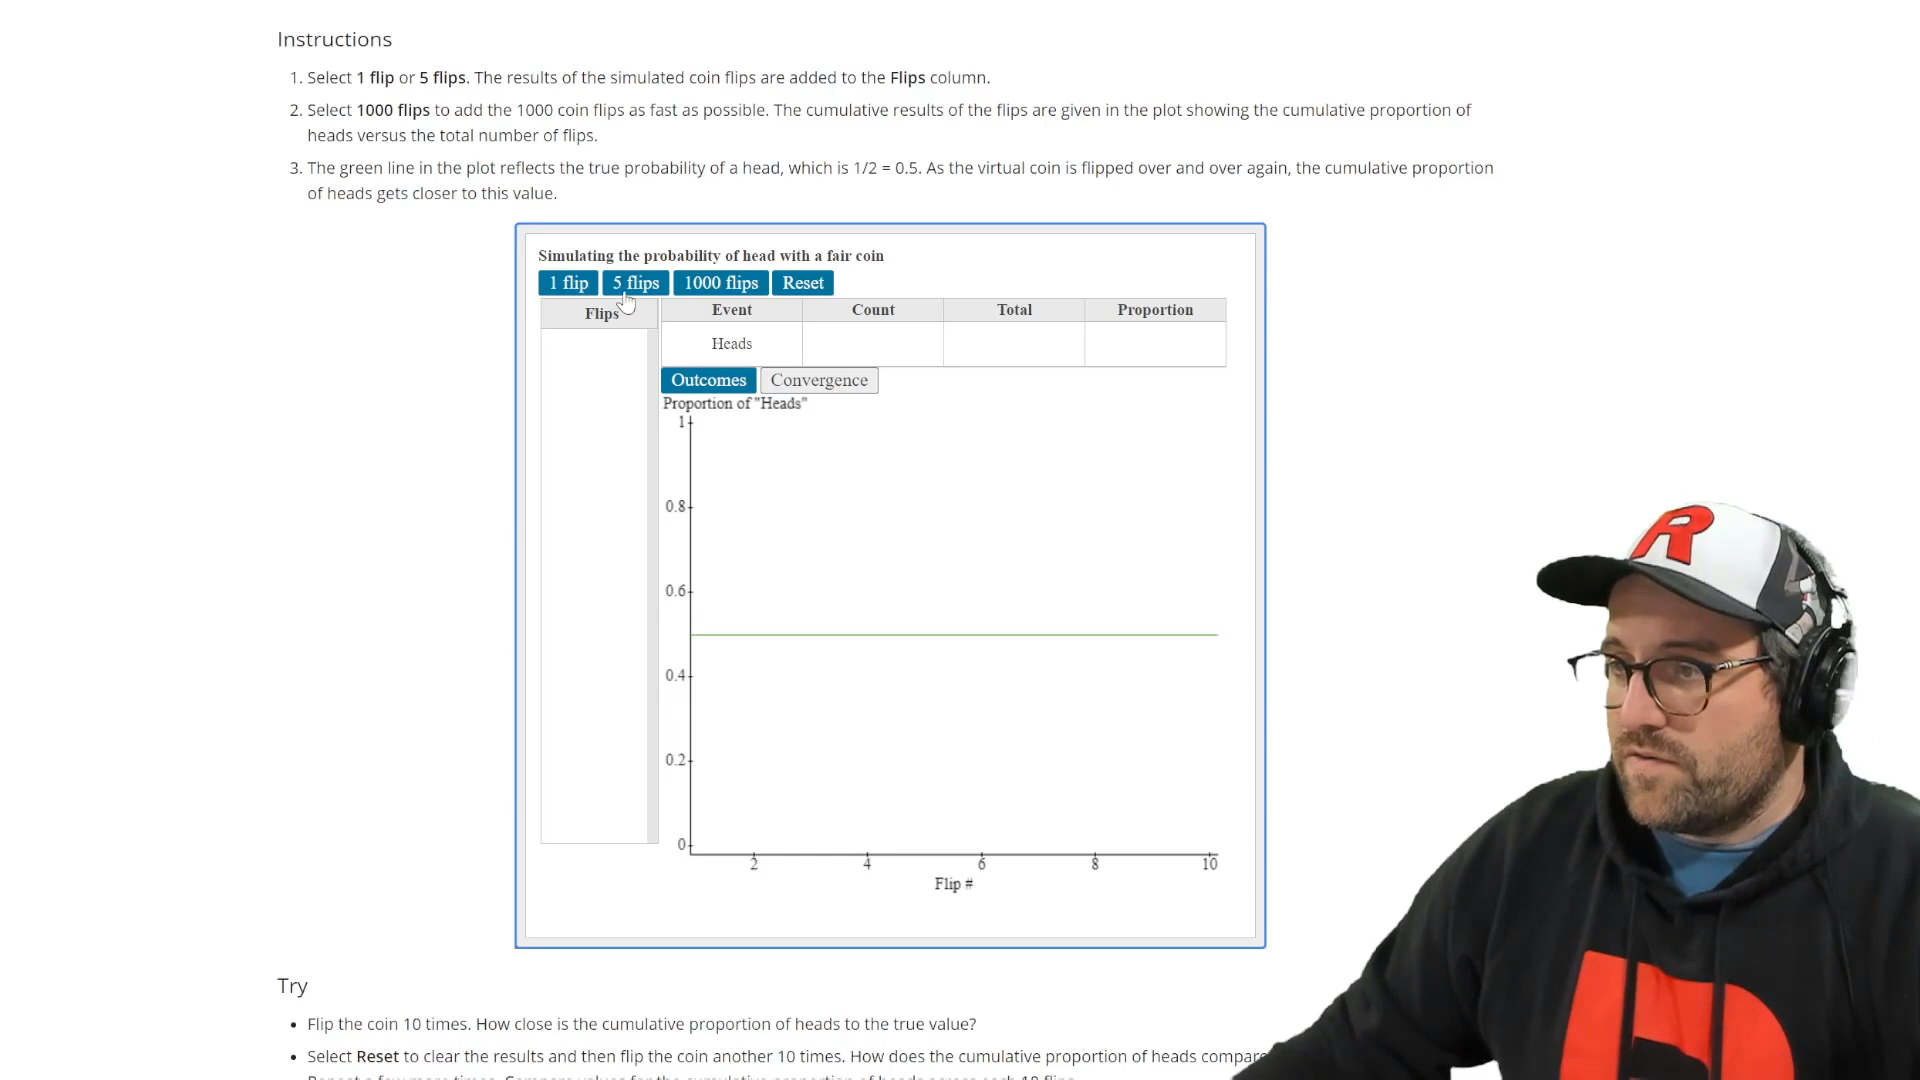 Instructions
1. Select 1 flip or 5 flips. The results of the simulated coin flips are added to the Flips column.
2. Select 1000 flips to add the 1000 coin flips as fast as possible. The cumulative results of the flips are given in the plot showing the cumulative proportion of
heads versus the total number of flips.
3. The green line in the plot reflects the true probability of a head, which is 1/2 = 0.5. As the virtual coin is flipped over and over again, the cumulative proportion
of heads gets closer to this value.
Simulating the probability of head with a fair coin
1 flip 5 flips 1000 flips Reset
Flips Event Count Total Proportion
Heads
Outcomes Convergence
Proportion of "Heads"
1
0.8
0.6
0.4
0.2
0
2 4 6 8 10
Flip #
R
Try
• Flip the coin 10 times. How close is the cumulative proportion of heads to the true value?
• Select Reset to clear the results and then flip the coin another 10 times. How does the cumulative proportion of heads compare